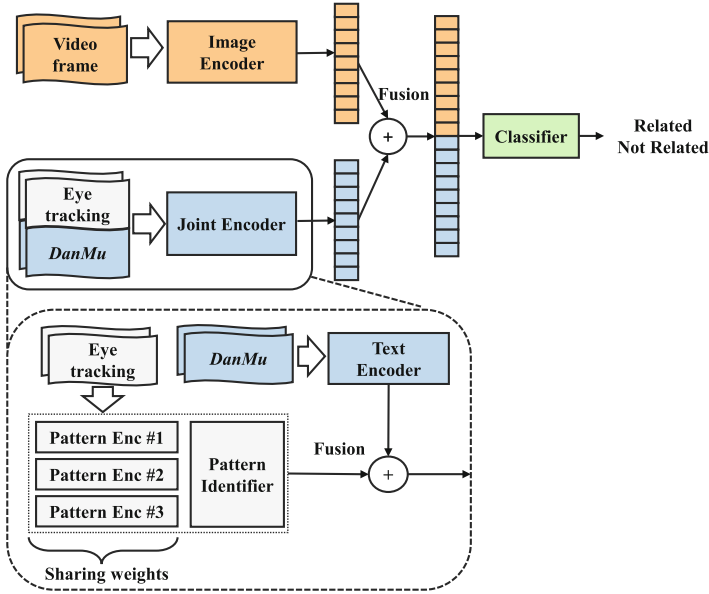 Video
frame
Image
Encoder
Fusion
+
Classifier
Related
Not Related
Eye
tracking
DanMu
Joint Encoder
Eye
tracking
DanMu
Text
Encoder
Pattern Enc #1
Pattern Enc #2
Pattern Enc #3
Pattern
Identifier
Fusion
+
Sharing weights